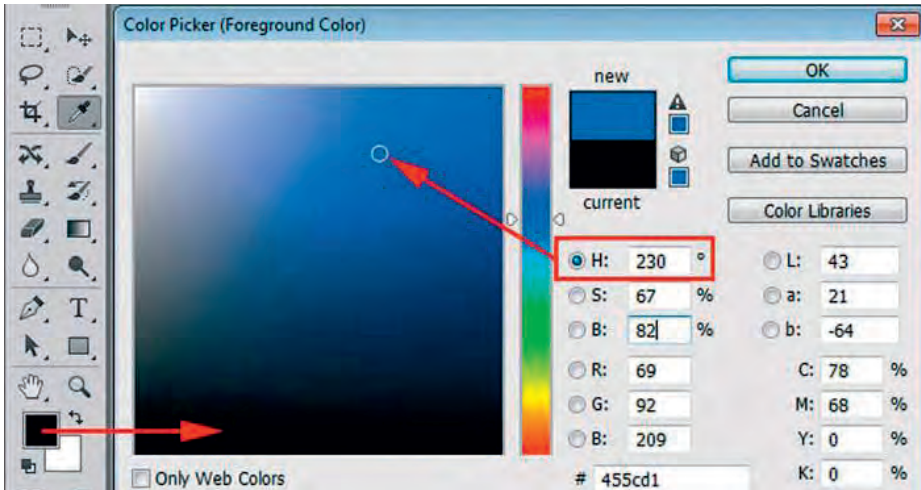 Color Picker (Foreground Color)
new
current
OK
Cancel
Add to Swatches
Color Libraries
H: 230 °
L: 43
S: 67 %
a: 21
B: 82 %
b: -64
R: 69
C: 78 %
G: 92
M: 68 %
B: 209
Y: 0 %
# 455cd1
K: 0 %
Only Web Colors
T